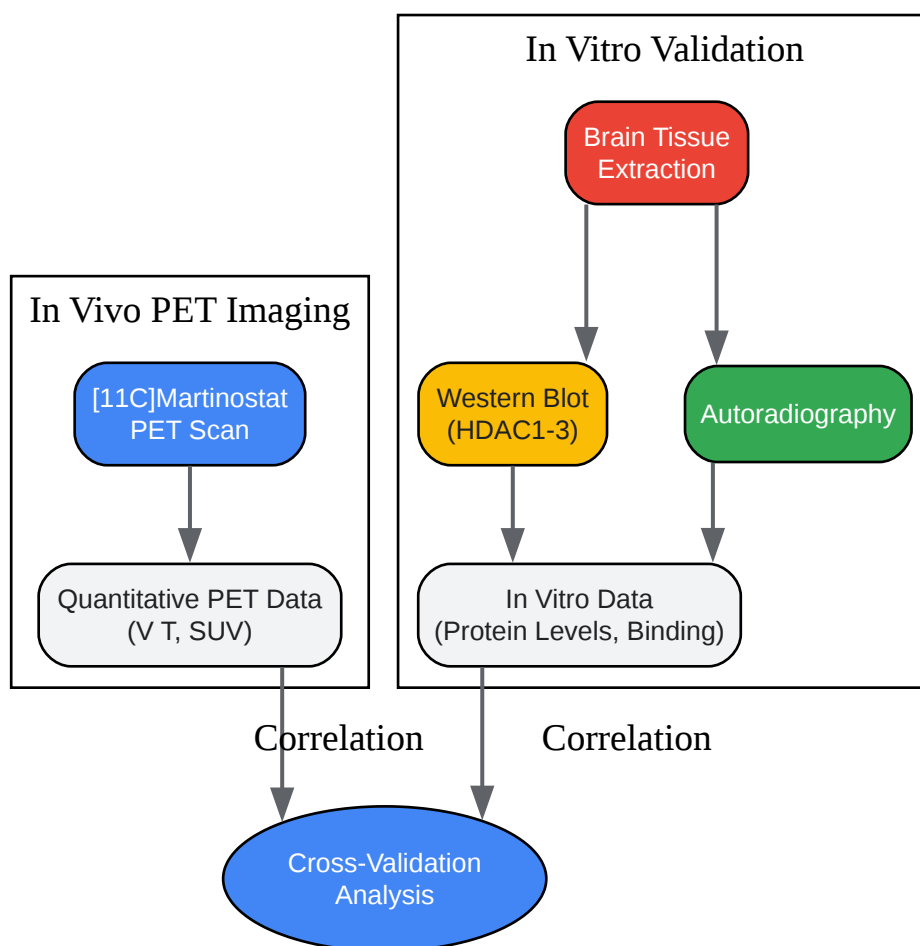 In Vitro Validation
Brain Tissue
Extraction
In Vivo PET Imaging
[11C]Martinostat
PET Scan
Western Blot
(HDAC1-3)
Autoradiography
Quantitative PET Data
(V T, SUV)
In Vitro Data
(Protein Levels, Binding)
Correlation
Correlation
Cross-Validation
Analysis